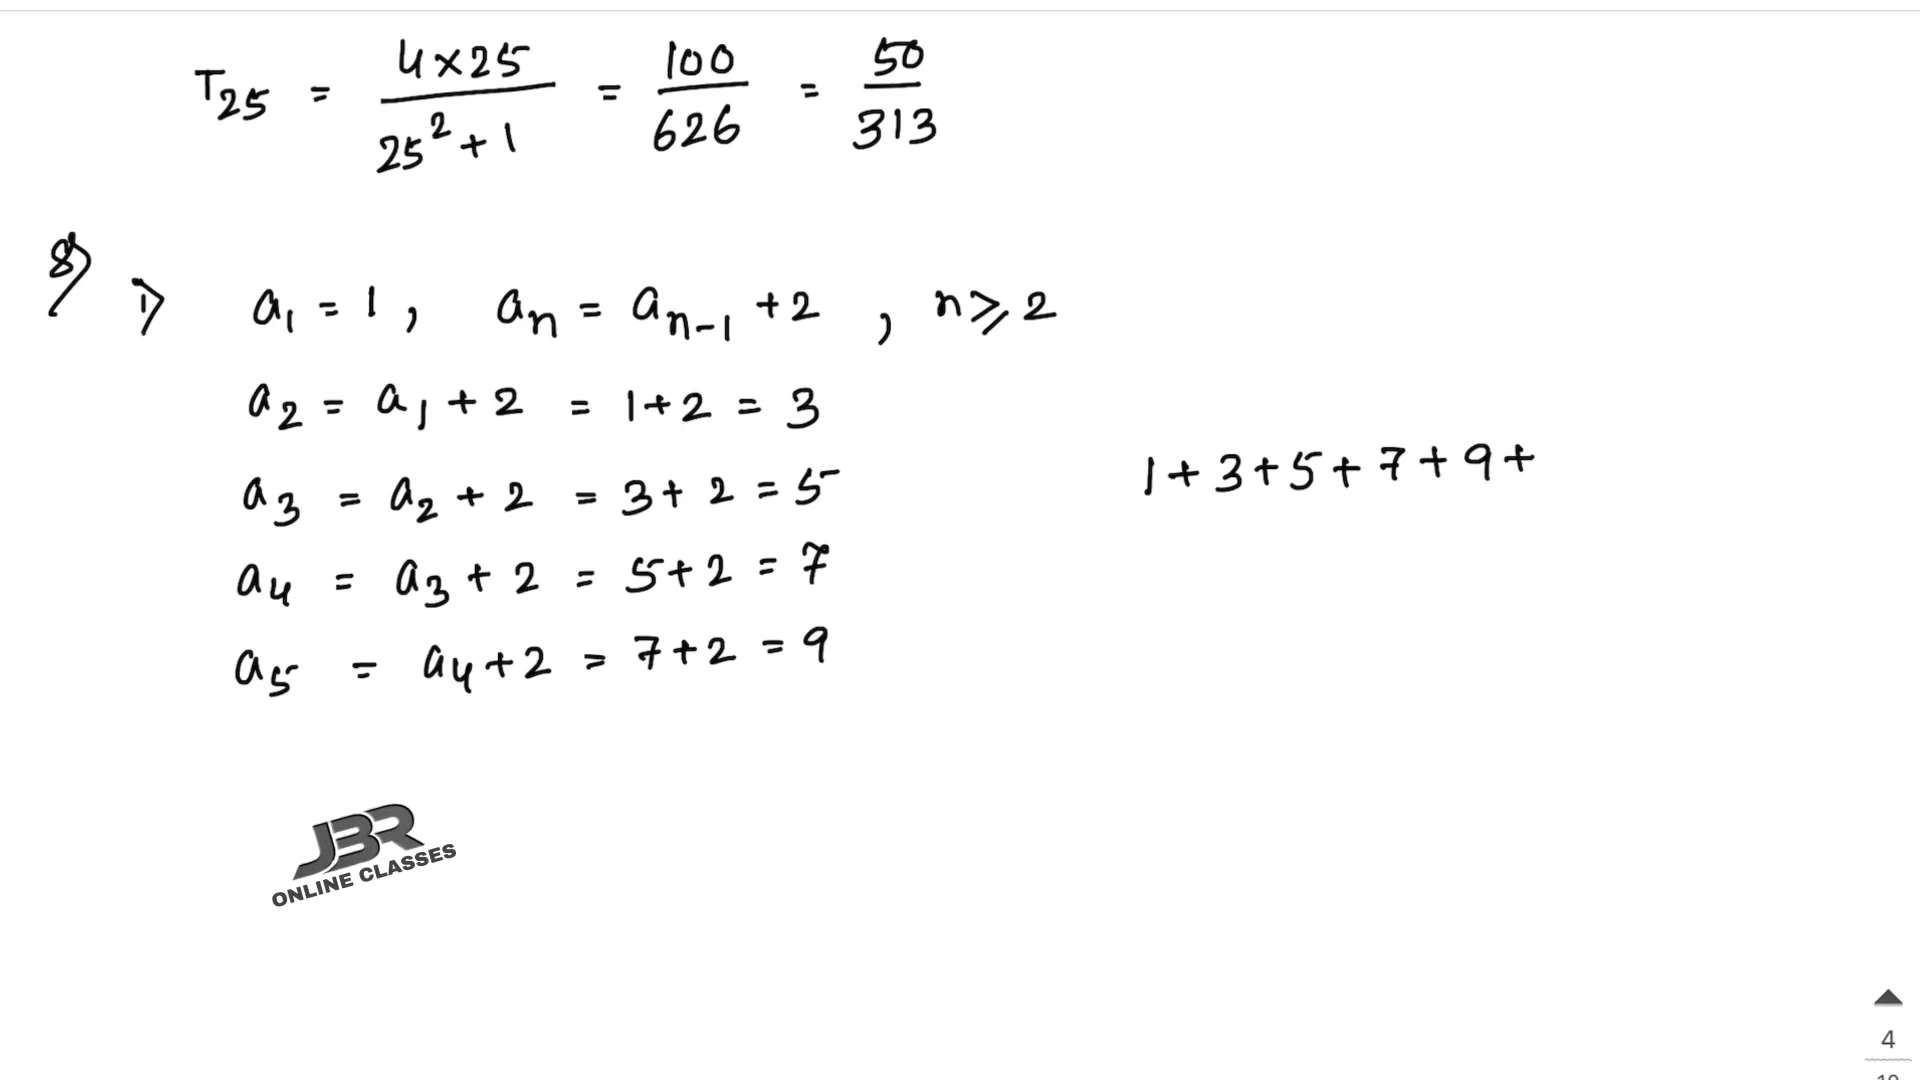 T₂₅ = (4×25)/(25²+1) = 100/626 = 50/313
8) i) a₁ = 1, aₙ = aₙ₋₁ + 2, n ⩾ 2
a₂ = a₁ + 2 = 1+2 = 3
a₃ = a₂ + 2 = 3+2 = 5
1+3+5+7+9+
a₄ = a₃ + 2 = 5+2 = 7
a₅ = a₄+2 = 7+2 = 9
JBR
ONLINE CLASSES
4